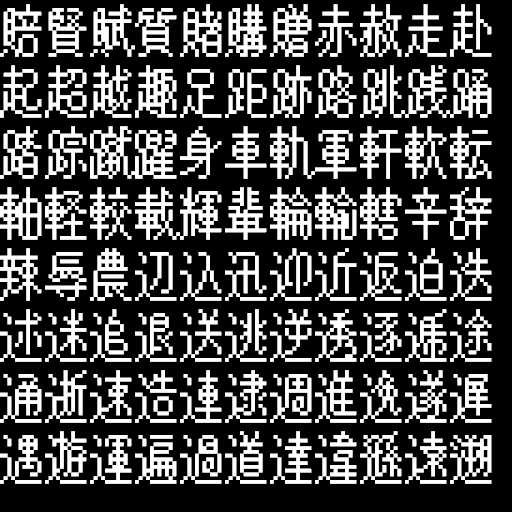 賠賢賦質賭購贈赤赦走赴
起超越趣足距跡路跳践踊
踏踪蹴躍身車軌軍軒軟転
軸軽較載輝輩輪輸轄辛辞
辣辱農辺込迅迎近返迫迭
述迷追退送逃逆透逐逓途
通逝速造連逮週進逸遂遅
遇遊運遍過道達違遜遠遡